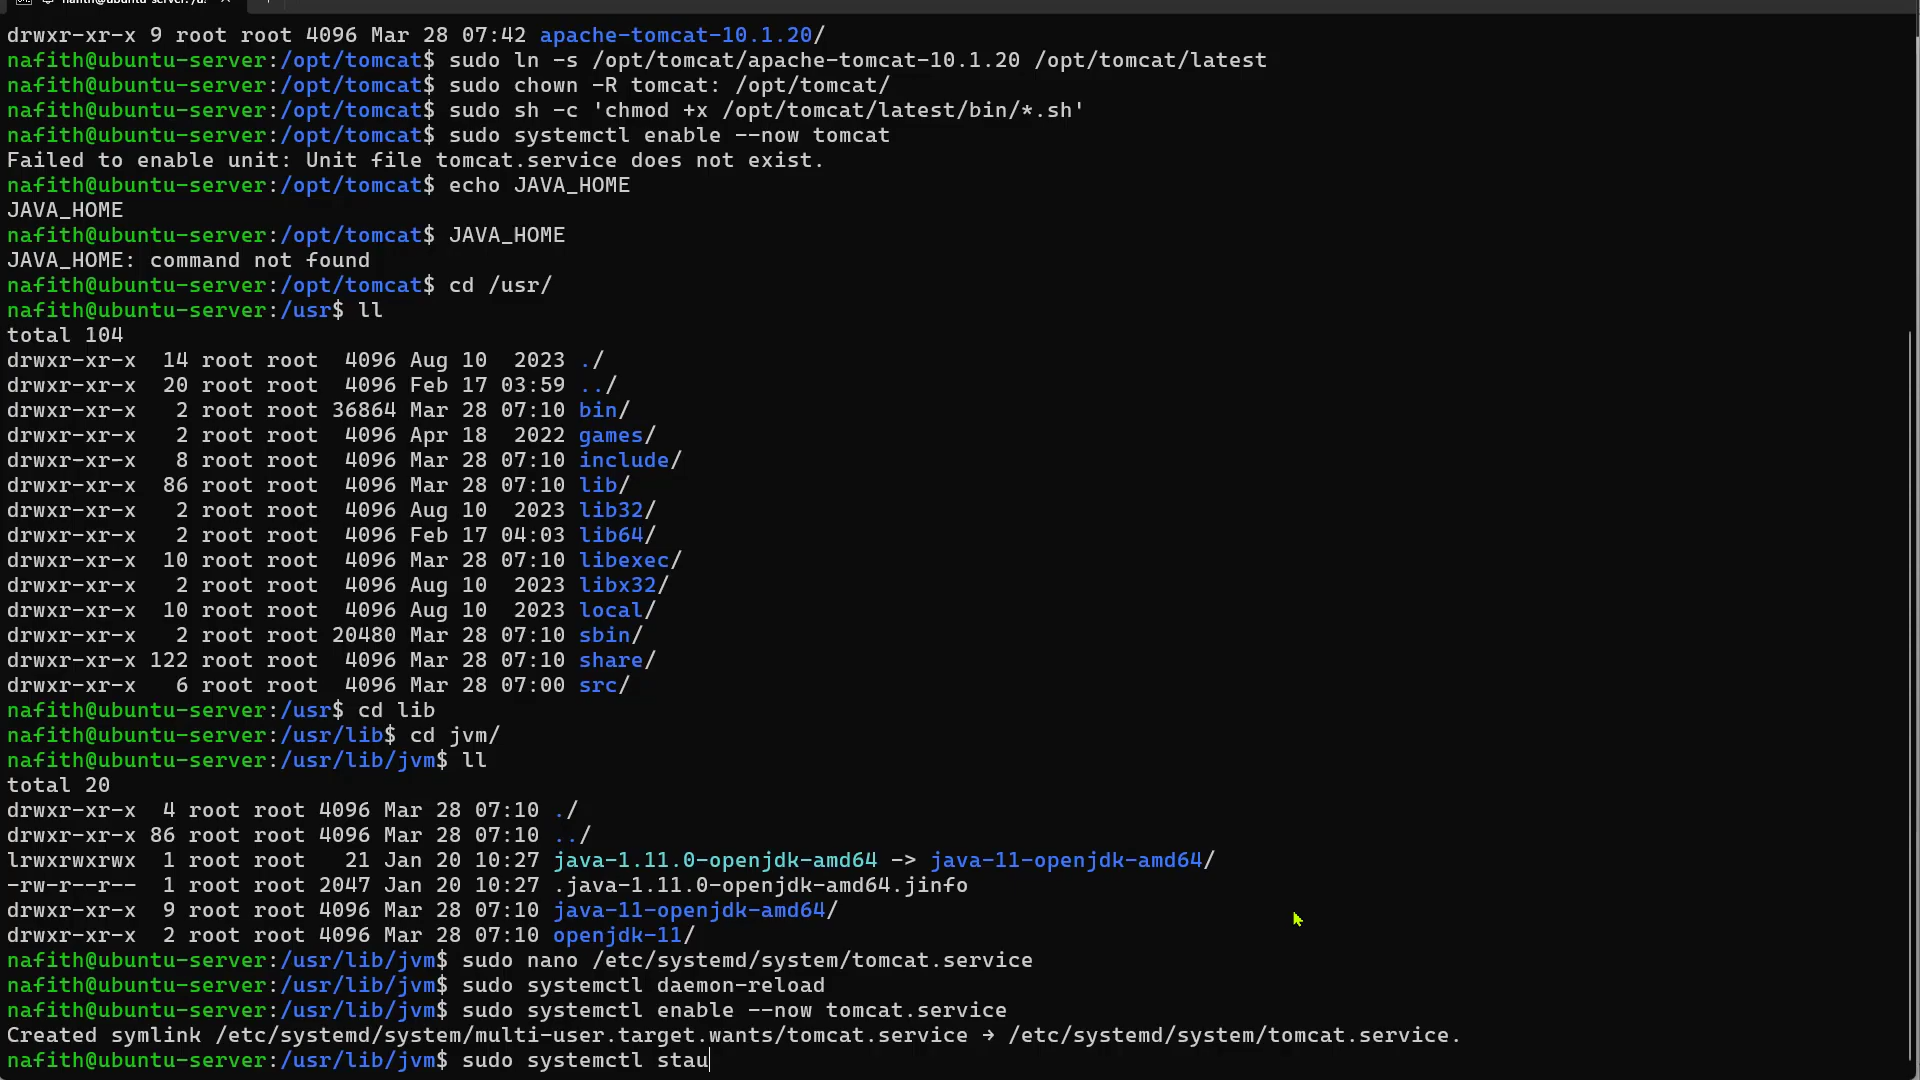 drwxr-xr-x 9 root root 4096 Mar 28 07:42 apache-tomcat-10.1.20/
nafith@ubuntu-server:/opt/tomcat$ sudo ln -s /opt/tomcat/apache-tomcat-10.1.20 /opt/tomcat/latest
nafith@ubuntu-server:/opt/tomcat$ sudo chown -R tomcat: /opt/tomcat/
nafith@ubuntu-server:/opt/tomcat$ sudo sh -c 'chmod +x /opt/tomcat/latest/bin/*.sh'
nafith@ubuntu-server:/opt/tomcat$ sudo systemctl enable --now tomcat
Failed to enable unit: Unit file tomcat.service does not exist.
nafith@ubuntu-server:/opt/tomcat$ echo JAVA_HOME
JAVA_HOME
nafith@ubuntu-server:/opt/tomcat$ JAVA_HOME
JAVA_HOME: command not found
nafith@ubuntu-server:/opt/tomcat$ cd /usr/
nafith@ubuntu-server:/usr$ ll
total 104
drwxr-xr-x  14 root root  4096 Aug 10  2023 ./
drwxr-xr-x  20 root root  4096 Feb 17 03:59 ../
drwxr-xr-x   2 root root 36864 Mar 28 07:10 bin/
drwxr-xr-x   2 root root  4096 Apr 18  2022 games/
drwxr-xr-x   8 root root  4096 Mar 28 07:10 include/
drwxr-xr-x  86 root root  4096 Mar 28 07:10 lib/
drwxr-xr-x   2 root root  4096 Aug 10  2023 lib32/
drwxr-xr-x   2 root root  4096 Feb 17 04:03 lib64/
drwxr-xr-x  10 root root  4096 Mar 28 07:10 libexec/
drwxr-xr-x   2 root root  4096 Aug 10  2023 libx32/
drwxr-xr-x  10 root root  4096 Aug 10  2023 local/
drwxr-xr-x   2 root root 20480 Mar 28 07:10 sbin/
drwxr-xr-x 122 root root  4096 Mar 28 07:10 share/
drwxr-xr-x   6 root root  4096 Mar 28 07:00 src/
nafith@ubuntu-server:/usr$ cd lib
nafith@ubuntu-server:/usr/lib$ cd jvm/
nafith@ubuntu-server:/usr/lib/jvm$ ll
total 20
drwxr-xr-x  4 root root 4096 Mar 28 07:10 ./
drwxr-xr-x 86 root root 4096 Mar 28 07:10 ../
lrwxrwxrwx  1 root root   21 Jan 20 10:27 java-1.11.0-openjdk-amd64 -> java-11-openjdk-amd64/
-rw-r--r--  1 root root 2047 Jan 20 10:27 .java-1.11.0-openjdk-amd64.jinfo
drwxr-xr-x  9 root root 4096 Mar 28 07:10 java-11-openjdk-amd64/
drwxr-xr-x  2 root root 4096 Mar 28 07:10 openjdk-11/
nafith@ubuntu-server:/usr/lib/jvm$ sudo nano /etc/systemd/system/tomcat.service
nafith@ubuntu-server:/usr/lib/jvm$ sudo systemctl daemon-reload
nafith@ubuntu-server:/usr/lib/jvm$ sudo systemctl enable --now tomcat.service
Created symlink /etc/systemd/system/multi-user.target.wants/tomcat.service → /etc/systemd/system/tomcat.service.
nafith@ubuntu-server:/usr/lib/jvm$ sudo systemctl stau